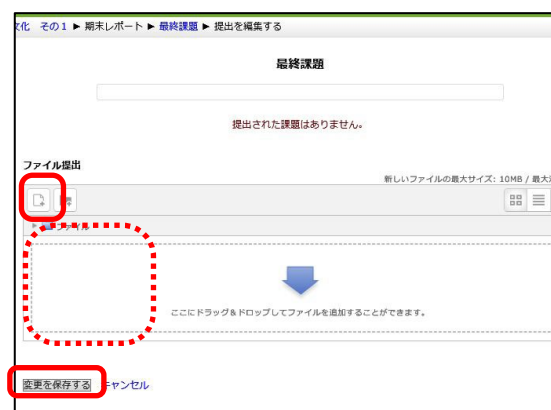 文化 その1 ► 期末レポート ► 最終課題 ► 提出を編集する
最終課題
提出された課題はありません。
ファイル提出
新しいファイルの最大サイズ: 10MB / 最大
ファイル
ここにドラッグ＆ドロップしてファイルを追加することができます。
変更を保存する キャンセル